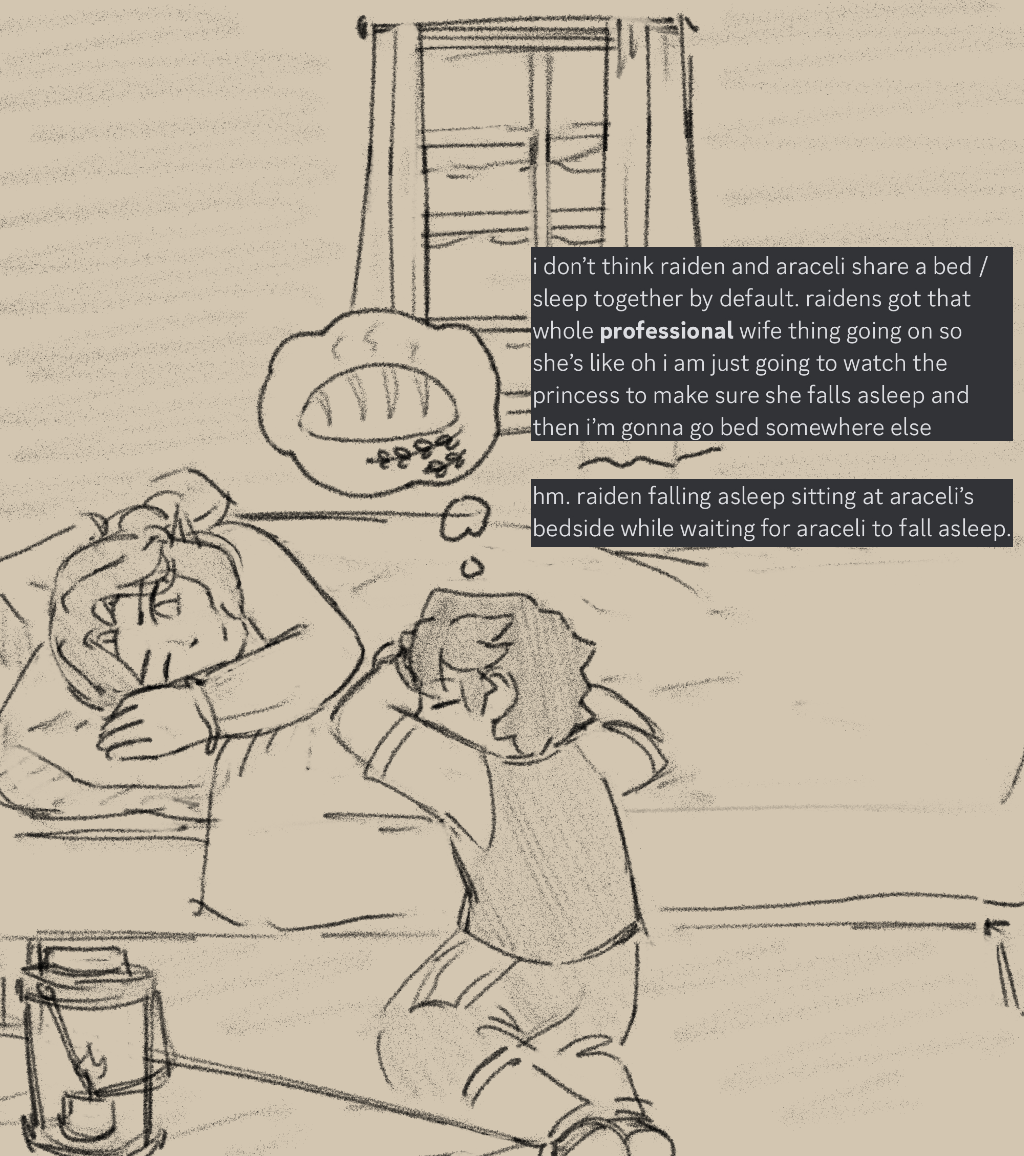 i don’t think raiden and araceli share a bed /
sleep together by default. raidens got that
whole professional wife thing going on so
she’s like oh i am just going to watch the
princess to make sure she falls asleep and
then i’m gonna go bed somewhere else
hm. raiden falling asleep sitting at araceli’s
bedside while waiting for araceli to fall asleep.